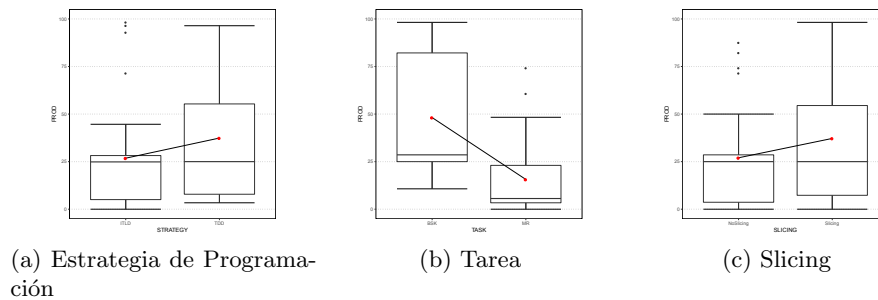 100
75
50
25
0
PROD
ITLD
TDD
STRATEGY
100
75
50
25
0
PROD
BSK
MR
TASK
100
75
50
25
0
PROD
NoSlicing
Slicing
SLICING
(a) Estrategia de Programa-
ción
(b) Tarea
(c) Slicing